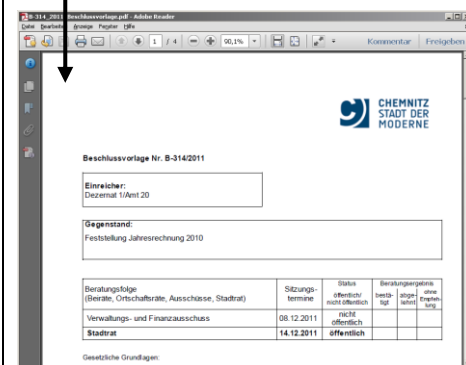 B-314_2011_Beschlussvorlage.pdf - Adobe Reader
Datei Bearbeiten Anzeige Fenster Hilfe
1 / 4 90,1% Kommentar Freigeben
CHEMNITZ
STADT DER
MODERNE
Beschlussvorlage Nr. B-314/2011
Einreicher:
Dezernat 1/Amt 20
Gegenstand:
Feststellung Jahresrechnung 2010
Beratungsfolge
(Beiräte, Ortschaftsräte, Ausschüsse, Stadtrat)
Sitzungs-
termine
Status
öffentlich/
nicht öffentlich
Beratungsergebnis
bestä-
tigt
abge-
lehnt
ohne
Empfeh-
lung
Verwaltungs- und Finanzausschuss 08.12.2011 nicht
öffentlich
Stadtrat 14.12.2011 öffentlich
Gesetzliche Grundlagen: